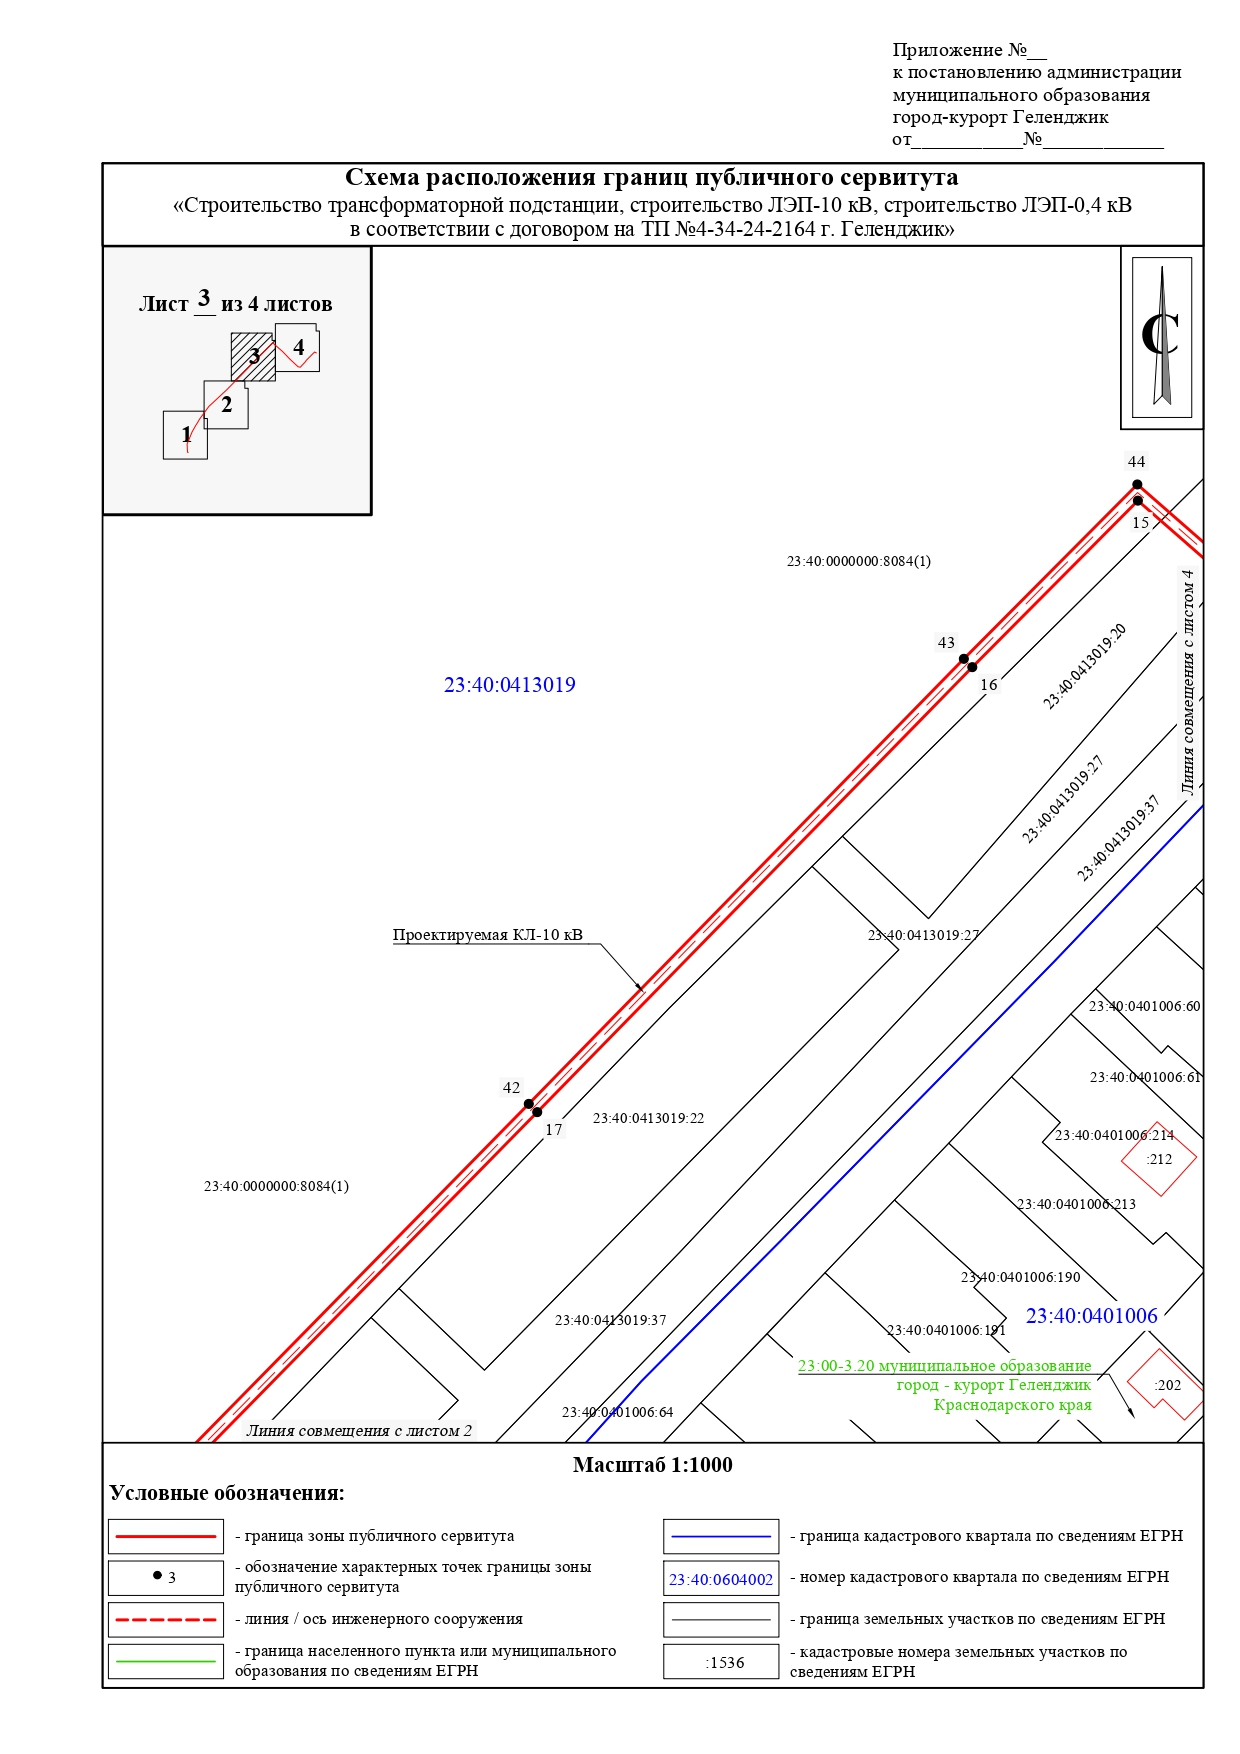 Приложение №__
к постановлению администрации
муниципального образования
город-курорт Геленджик
от___________№____________
Схема расположения границ публичного сервитута
«Строительство трансформаторной подстанции, строительство ЛЭП-10 кВ, строительство ЛЭП-0,4 кВ
в соответствии с договором на ТП №4-34-24-2164 г. Геленджик»
Лист 3 из 4 листов
4
3
2
1
С
44
15
23:40:0000000:8084(1)
Линия совмещения с листом 4
23:40:0413019:20
43
16
23:40:0413019
23:40:0413019:27
23:40:0413019:37
Проектируемая КЛ-10 кВ
23:40:0413019:27
23:40:0401006:60
23:40:0401006:61
42
17
23:40:0413019:22
23:40:0401006:214
:212
23:40:0000000:8084(1)
23:40:0401006:213
23:40:0401006:190
23:40:0413019:37
23:40:0401006
23:40:0401006:191
23:00-3.20 муниципальное образование
город - курорт Геленджик
Краснодарского края
:202
23:40:0401006:64
Линия совмещения с листом 2
Масштаб 1:1000
Условные обозначения:
- граница зоны публичного сервитута
3
- обозначение характерных точек границы зоны
публичного сервитута
- линия / ось инженерного сооружения
- граница населенного пункта или муниципального
образования по сведениям ЕГРН
- граница кадастрового квартала по сведениям ЕГРН
23:40:0604002
- номер кадастрового квартала по сведениям ЕГРН
- граница земельных участков по сведениям ЕГРН
:1536
- кадастровые номера земельных участков по
сведениям ЕГРН